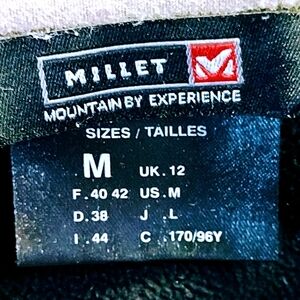 MILLET
MOUNTAIN BY EXPERIENCE
SIZES / TAILLES
M UK. 12
F. 40 42 US. M
D. 38 J . L
I . 44 C . 170/96Y